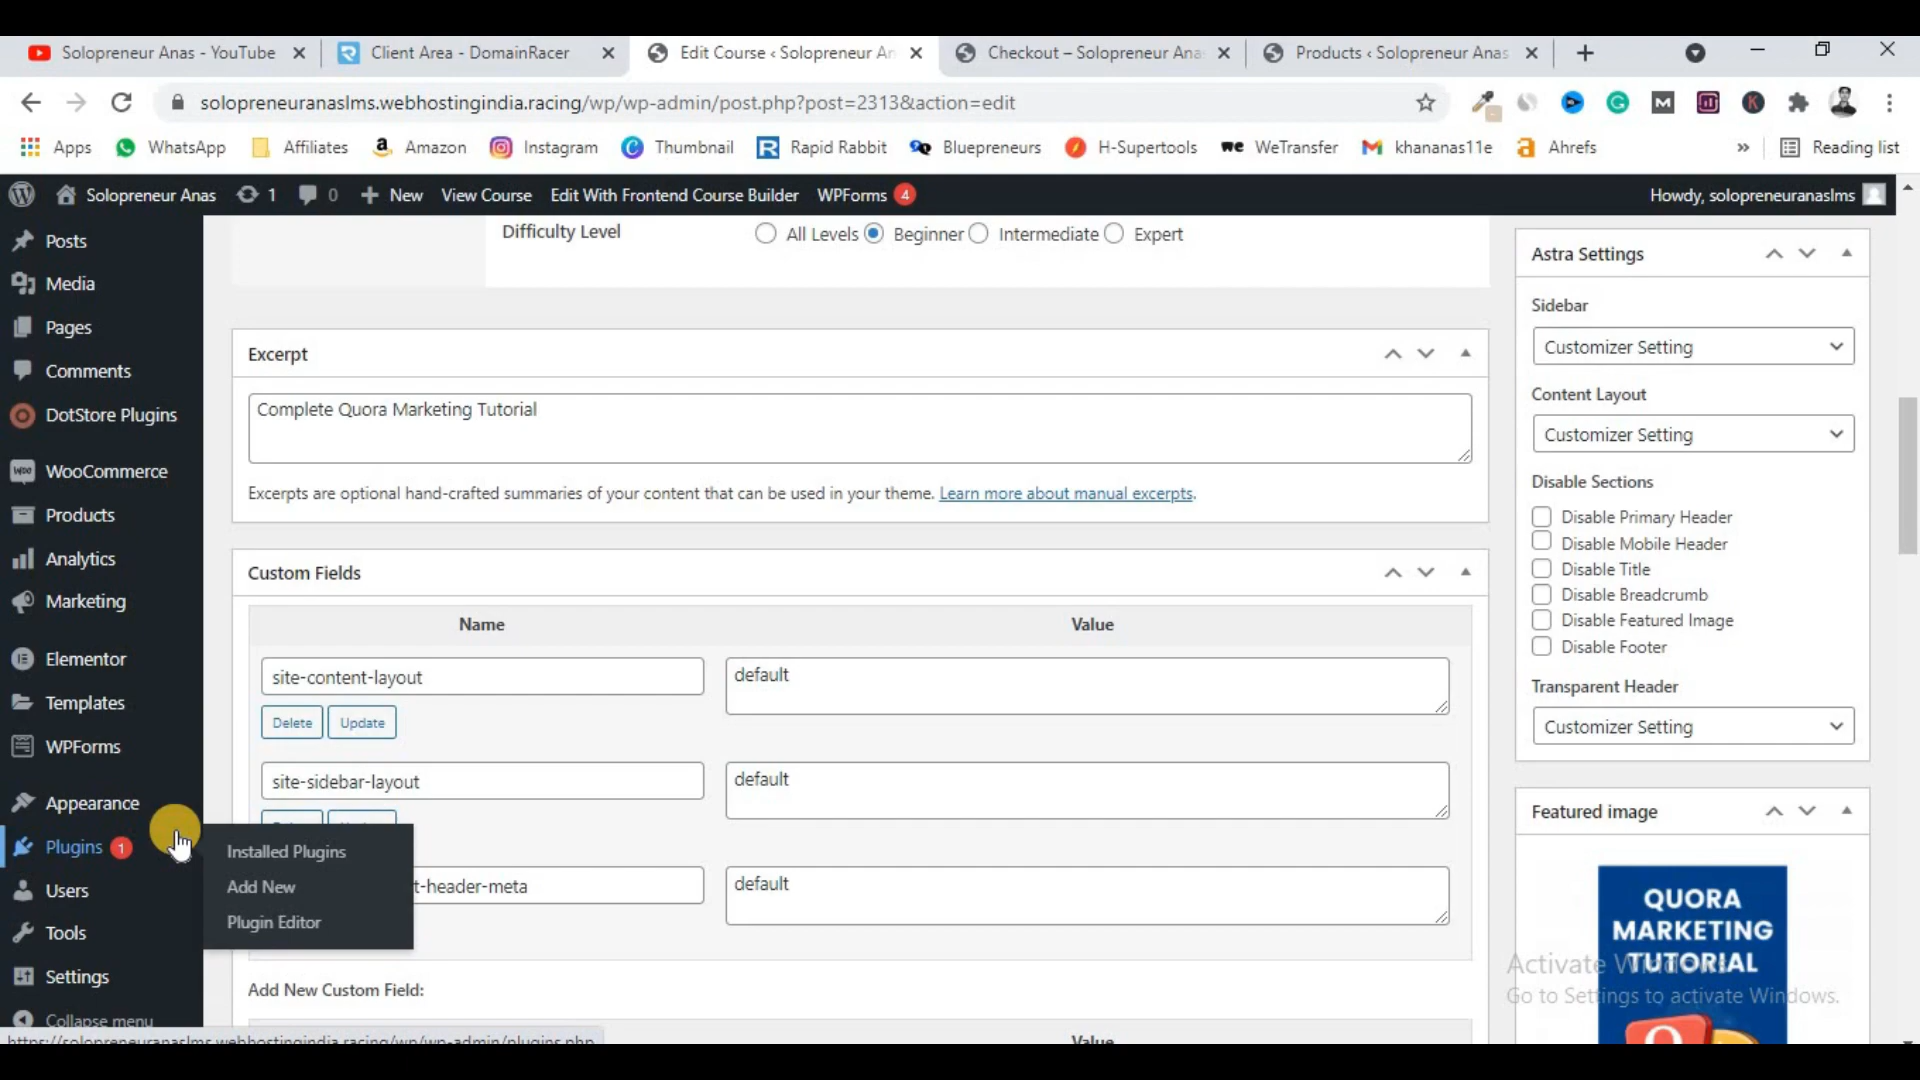 Solopreneur Anas - YouTube
Client Area - DomainRacer
Edit Course ‹ Solopreneur An
Checkout – Solopreneur Ana
Products ‹ Solopreneur Anas
solopreneuranaslms.webhostingindia.racing/wp/wp-admin/post.php?post=2313&action=edit
Apps
WhatsApp
Affiliates
Amazon
Instagram
Thumbnail
Rapid Rabbit
Bluepreneurs
H-Supertools
WeTransfer
khananas11e
Ahrefs
»
Reading list
Solopreneur Anas
1
0
New
View Course
Edit With Frontend Course Builder
WPForms 4
Howdy, solopreneuranaslms
Posts
Media
Pages
Comments
DotStore Plugins
WooCommerce
Products
Analytics
Marketing
Elementor
Templates
WPForms
Appearance
Plugins 1
Users
Tools
Settings
Collapse menu
Installed Plugins
Add New
Plugin Editor
https://solopreneuranaslms.webhostingindia.racing/wp/wp-admin/plugins.php
Difficulty Level
All Levels
Beginner
Intermediate
Expert
Excerpt
Complete Quora Marketing Tutorial
Excerpts are optional hand-crafted summaries of your content that can be used in your theme. Learn more about manual excerpts.
Custom Fields
Name
Value
site-content-layout
default
Delete
Update
site-sidebar-layout
default
t-header-meta
default
Add New Custom Field:
Value
Astra Settings
Sidebar
Customizer Setting
Content Layout
Customizer Setting
Disable Sections
Disable Primary Header
Disable Mobile Header
Disable Title
Disable Breadcrumb
Disable Featured Image
Disable Footer
Transparent Header
Customizer Setting
Featured image
QUORA
MARKETING
TUTORIAL
Activate Windows
Go to Settings to activate Windows.